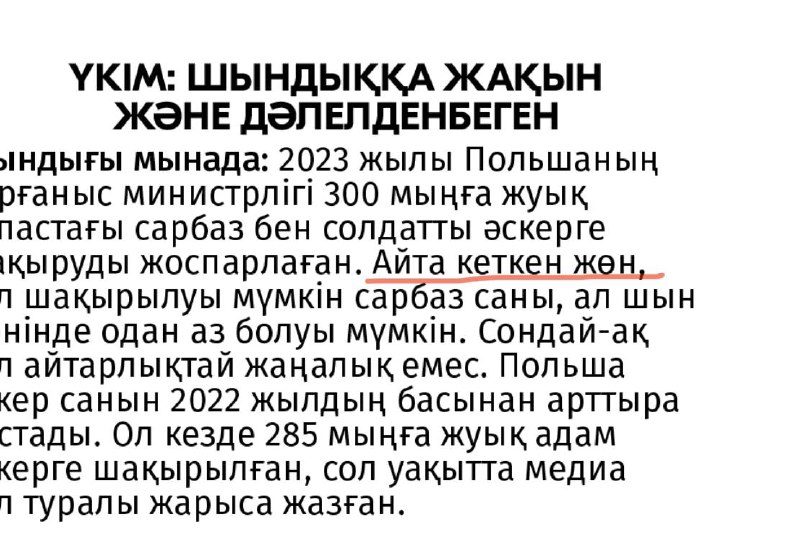 ҮКІМ: ШЫНДЫҚҚА ЖАҚЫН
ЖӘНЕ ДӘЛЕЛДЕНБЕГЕН
ындығы мынада: 2023 жылы Польшаның
рғаныс министрлігі 300 мыңға жуық
пастағы сарбаз бен солдатты әскерге
ақыруды жоспарлаған. Айта кеткен жөн,
л шақырылуы мүмкін сарбаз саны, ал шын
нінде одан аз болуы мүмкін. Сондай-ақ
л айтарлықтай жаңалық емес. Польша
кер санын 2022 жылдың басынан арттыра
стады. Ол кезде 285 мыңға жуық адам
керге шақырылған, сол уақытта медиа
л туралы жарыса жазған.